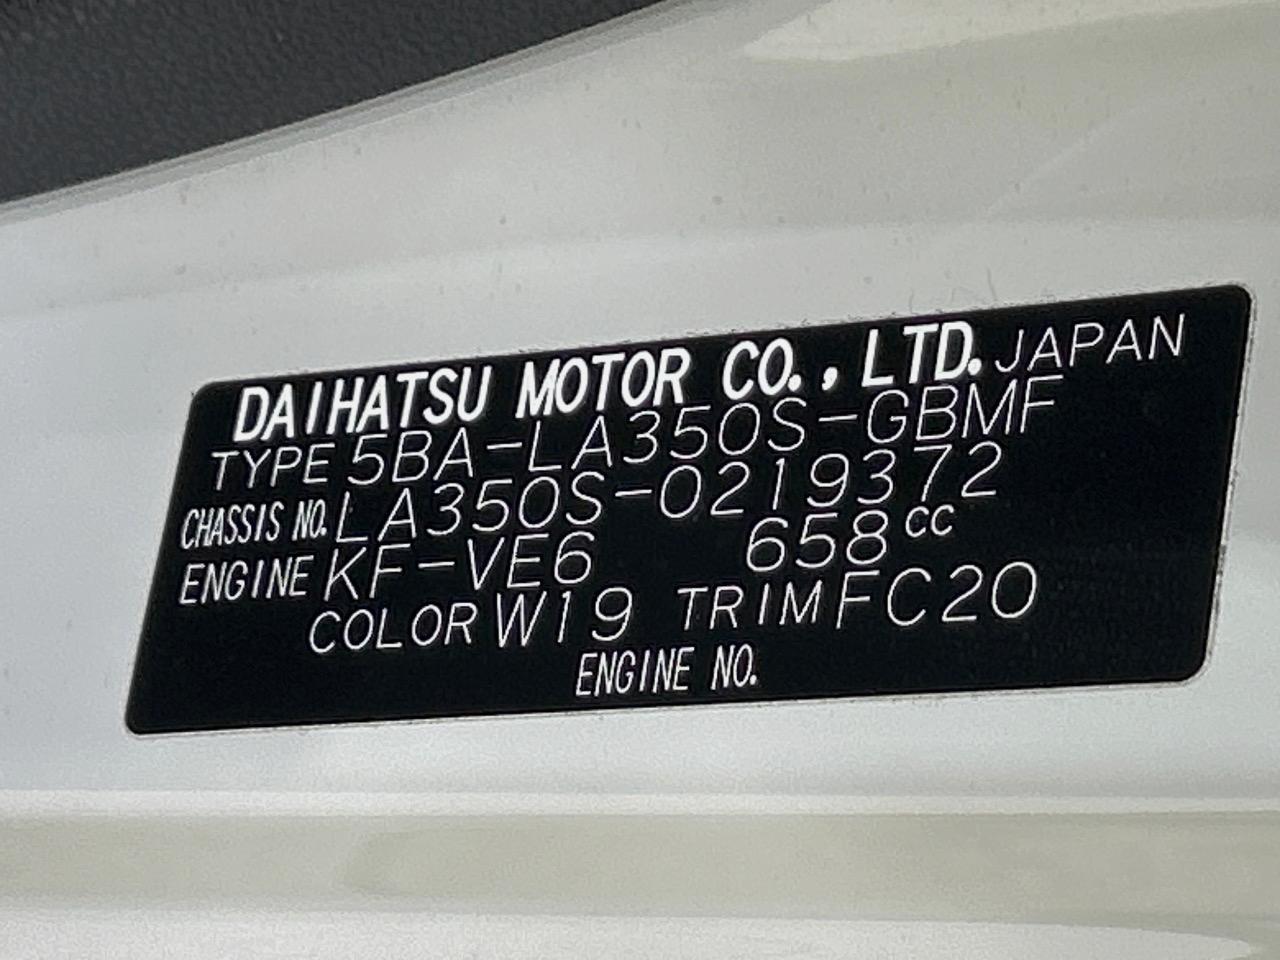 DAIHATSU MOTOR CO., LTD. JAPAN
TYPE 5BA-LA350S-GBMF
CHASSIS NO. LA350S-0219372
ENGINE KF-VE6 658cc
COLOR W19 TRIM FC20
ENGINE NO.